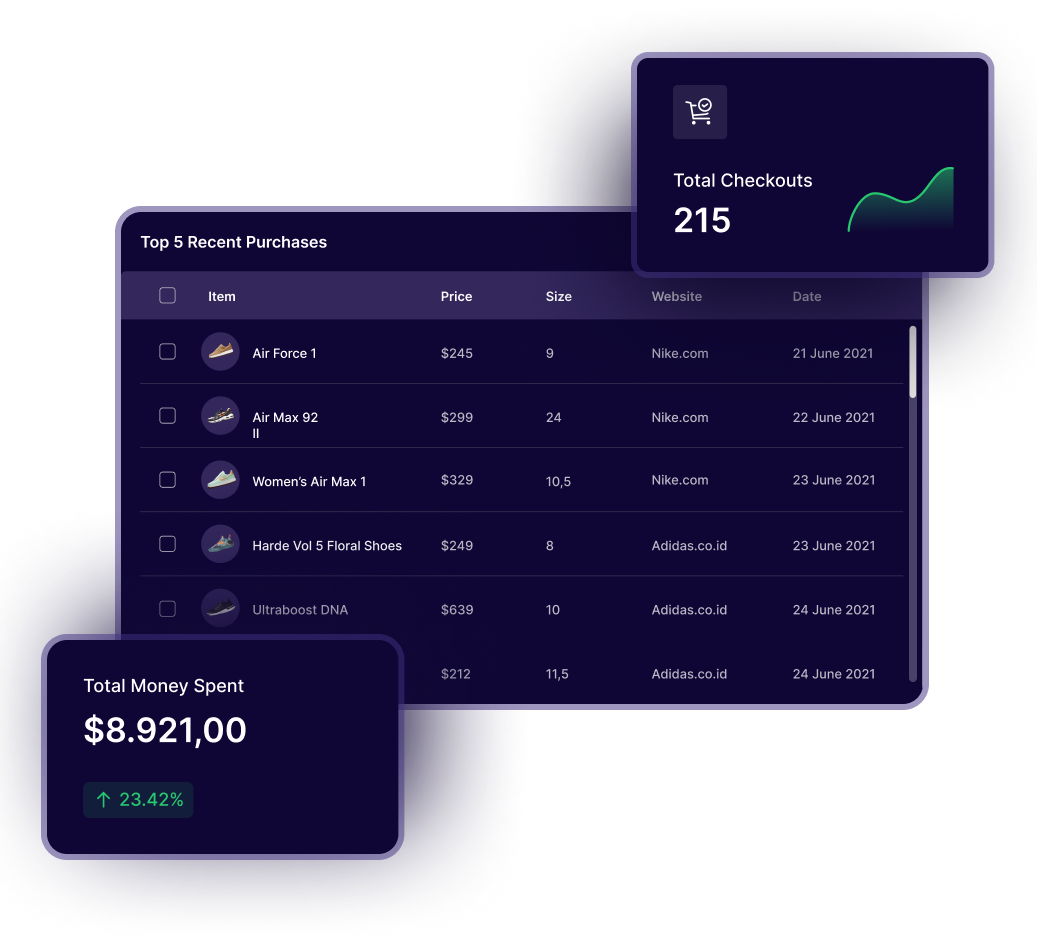 Total Checkouts
215
Top 5 Recent Purchases
Item Price Size Website Date
Air Force 1 $245 9 Nike.com 21 June 2021
Air Max 92 $299 24 Nike.com 22 June 2021
II
Women’s Air Max 1 $329 10,5 Nike.com 23 June 2021
Harde Vol 5 Floral Shoes $249 8 Adidas.co.id 23 June 2021
Ultraboost DNA $639 10 Adidas.co.id 24 June 2021
$212 11,5 Adidas.co.id 24 June 2021
Total Money Spent
$8.921,00
↑ 23.42%